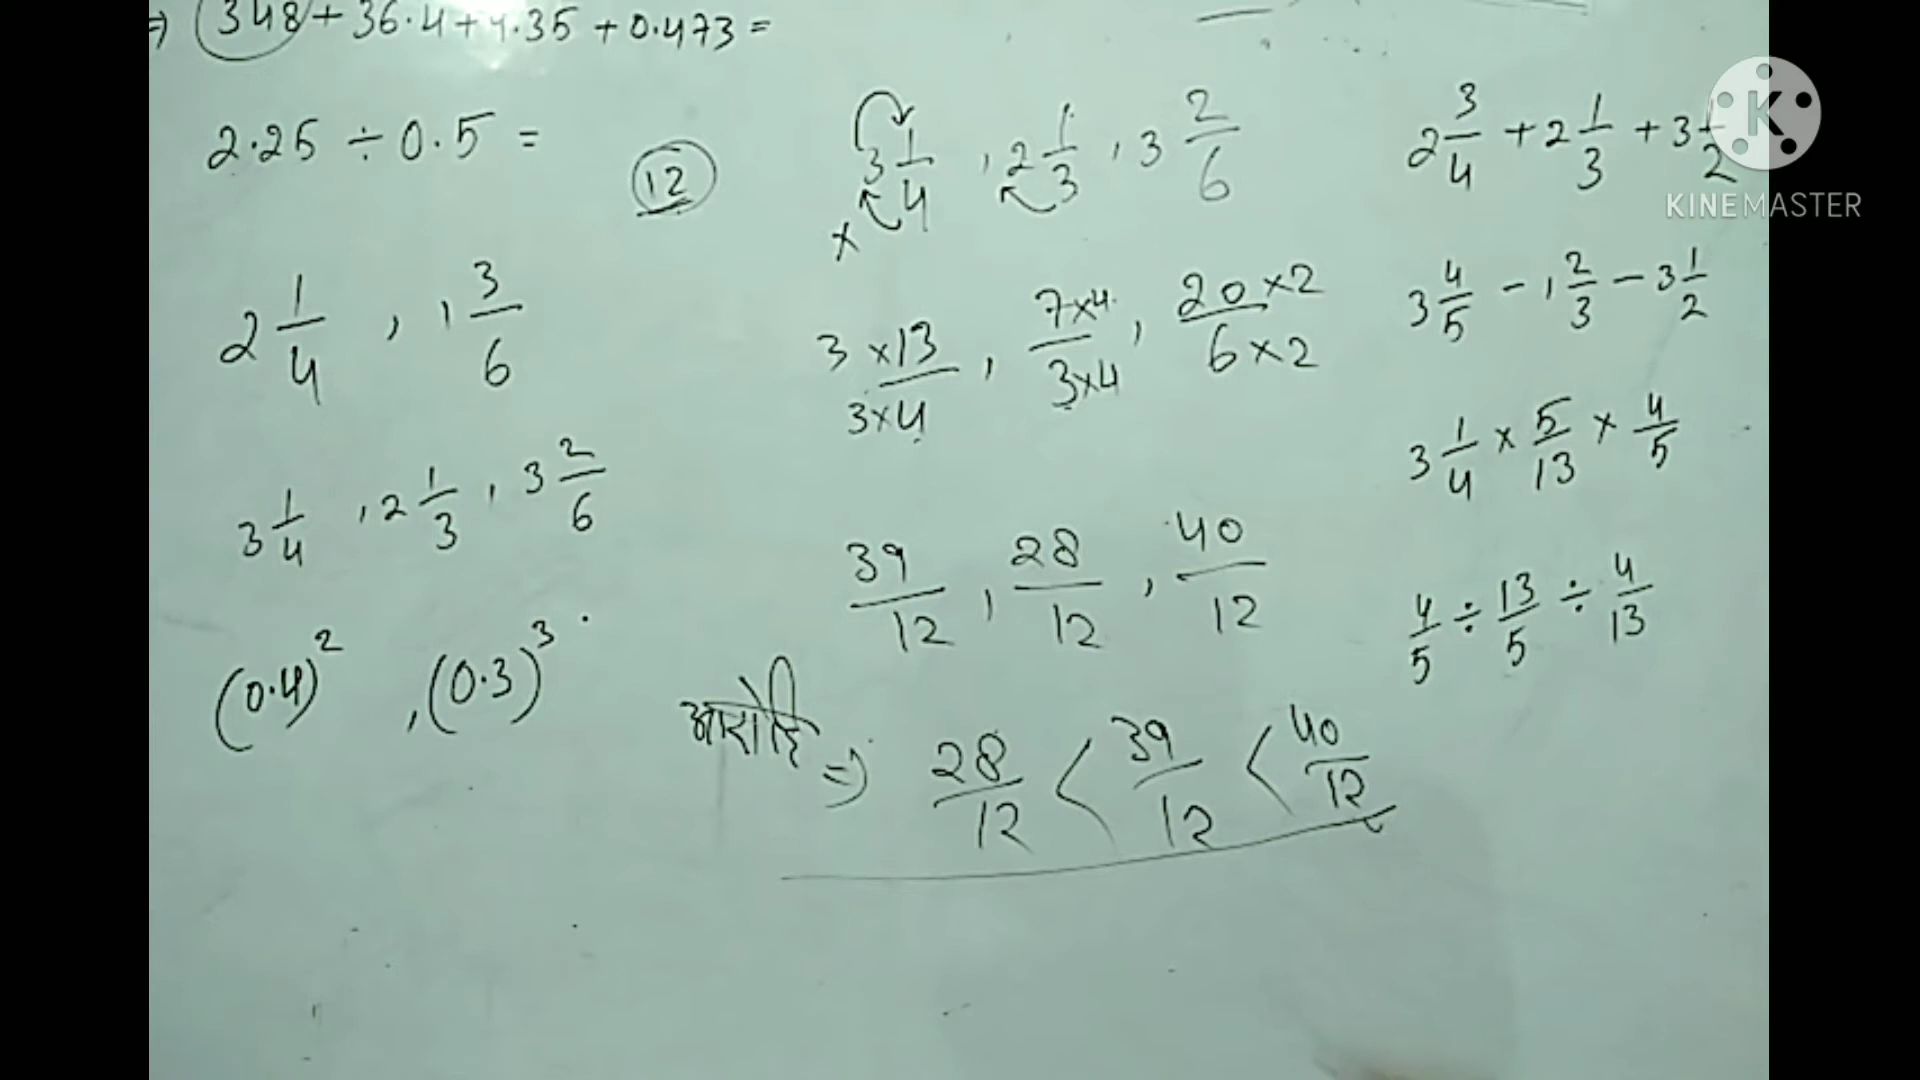 ⇒ 348 + 36.4 + 4.35 + 0.473 =
2.25 ÷ 0.5 =
2 1/4 , 1 3/6
3 1/4 , 2 1/3 , 3 2/6
(0.4)² , (0.3)³
12
3 1/4 , 2 1/3 , 3 2/6
×
3×13/3×4 , 7×4/3×4 , 20×2/6×2
39/12 , 28/12 , 40/12
आरोहि ⇒ 28/12 < 39/12 < 40/12
2 3/4 + 2 1/3 + 3 1/2
3 4/5 - 1 2/3 - 3 1/2
3 1/4 × 5/13 × 4/5
4/5 ÷ 13/5 ÷ 4/13
K
KINEMASTER